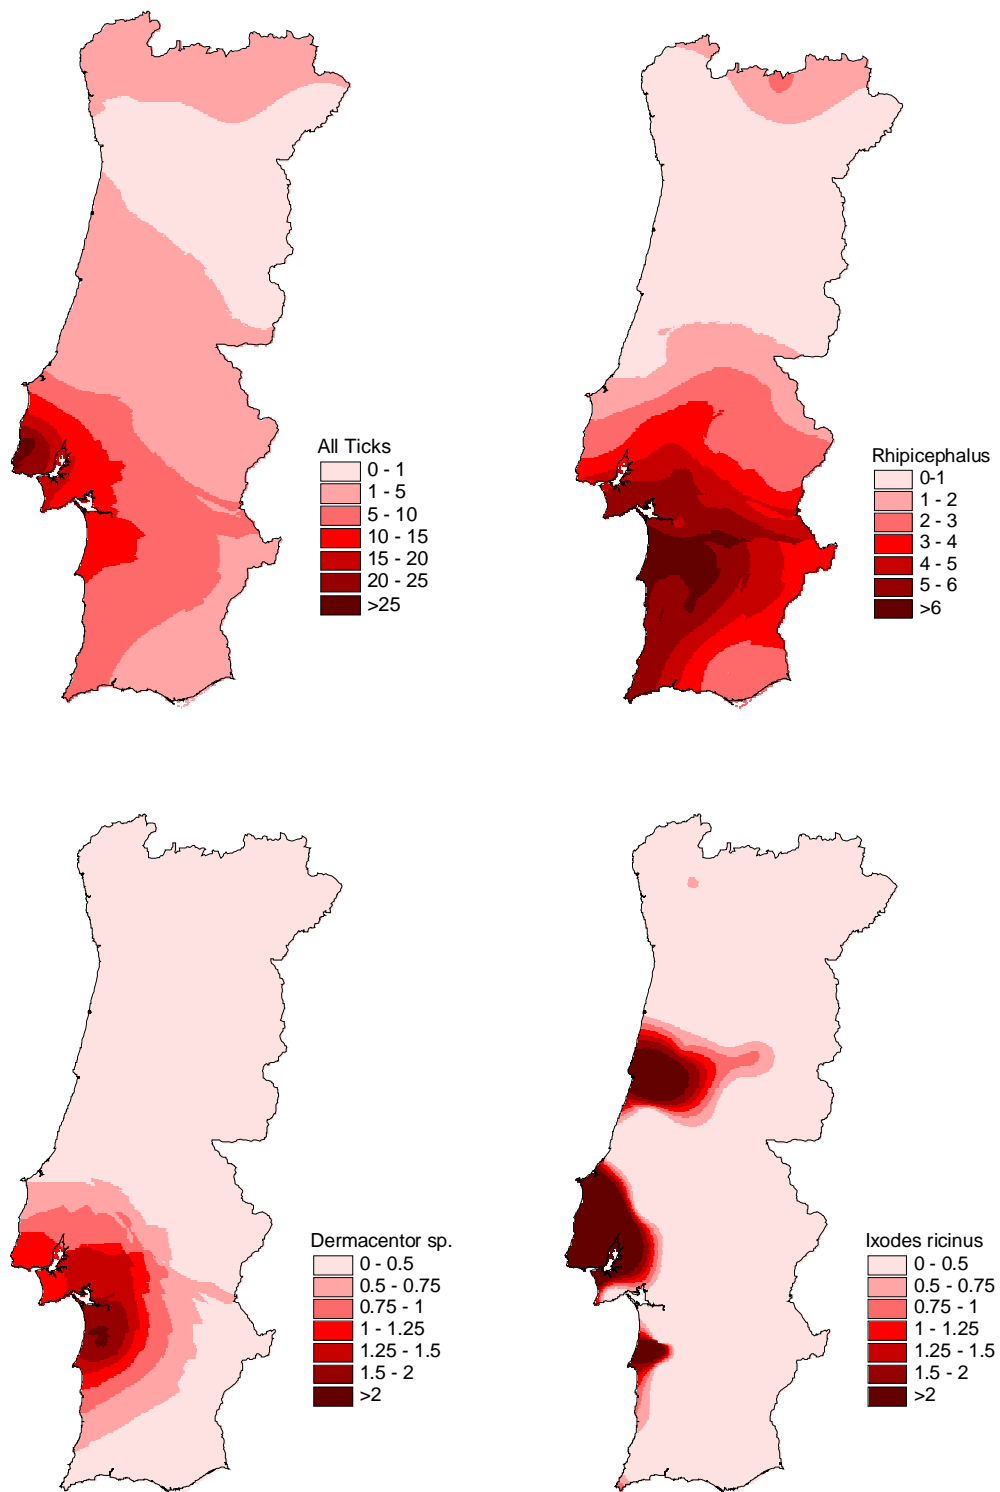 All Ticks
0 - 1
1 - 5
5 - 10
10 - 15
15 - 20
20 - 25
>25
Rhipicephalus
0-1
1 - 2
2 - 3
3 - 4
4 - 5
5 - 6
>6
Dermacentor sp.
0 - 0.5
0.5 - 0.75
0.75 - 1
1 - 1.25
1.25 - 1.5
1.5 - 2
>2
Ixodes ricinus
0 - 0.5
0.5 - 0.75
0.75 - 1
1 - 1.25
1.25 - 1.5
1.5 - 2
>2